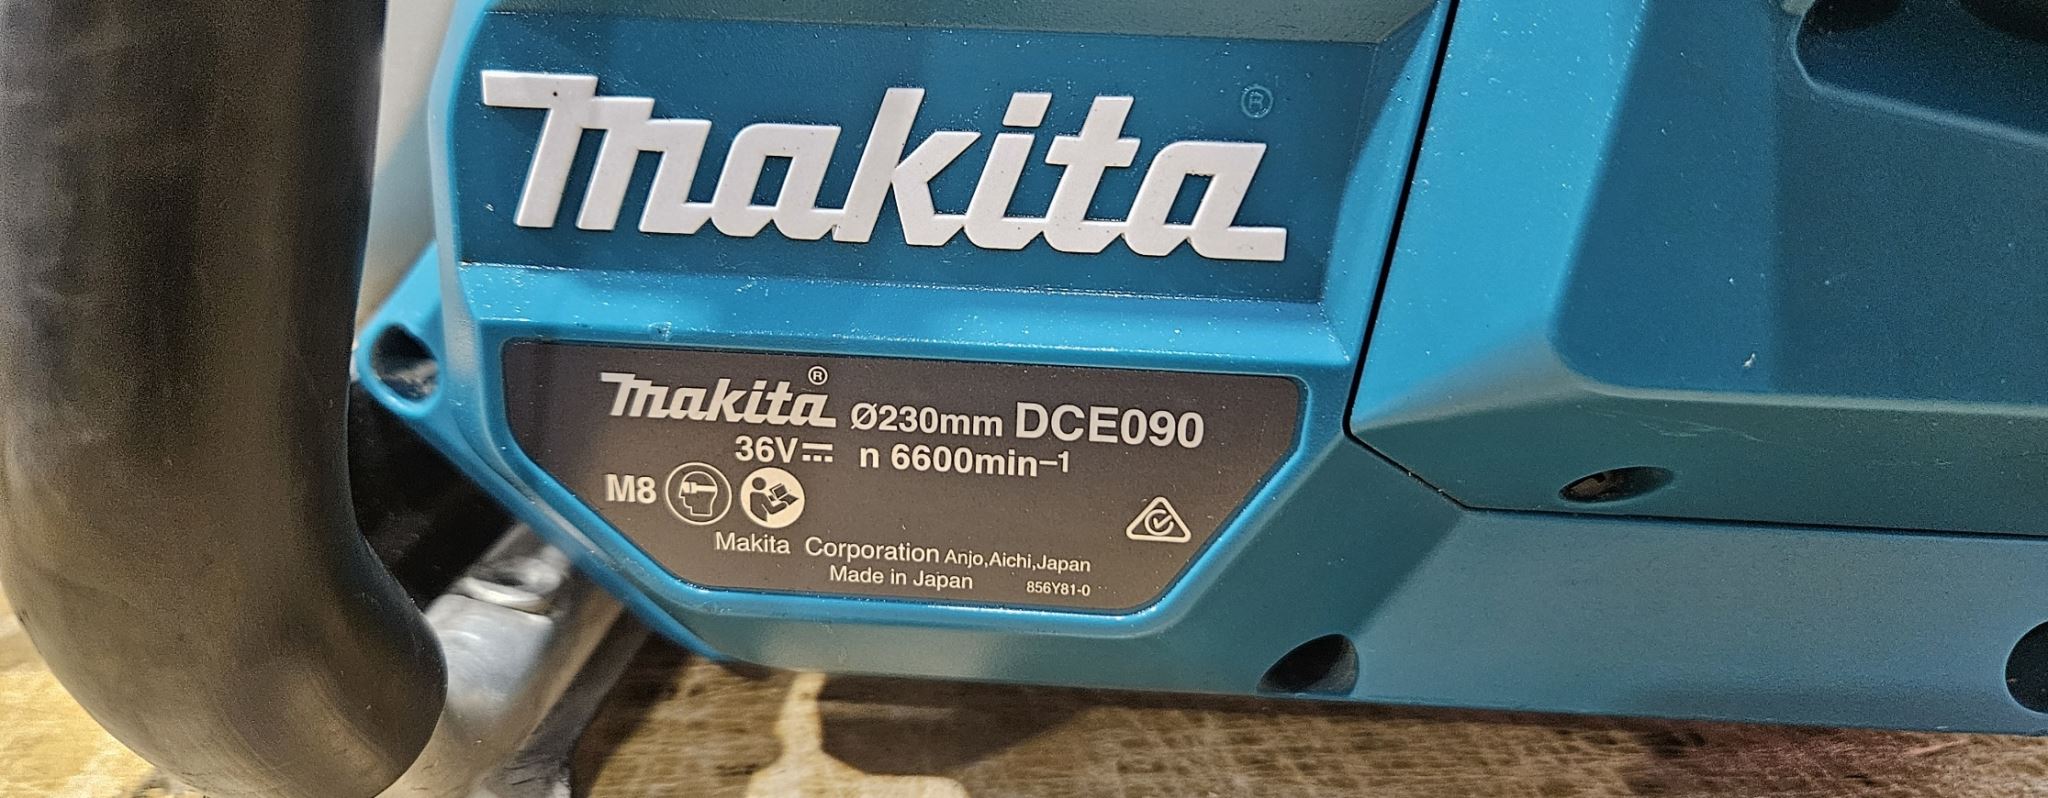 makita ®
makita® Ø230mm DCE090
36V⎓ n 6600min–1
M8
Makita Corporation Anjo,Aichi,Japan
Made in Japan 856Y81-0